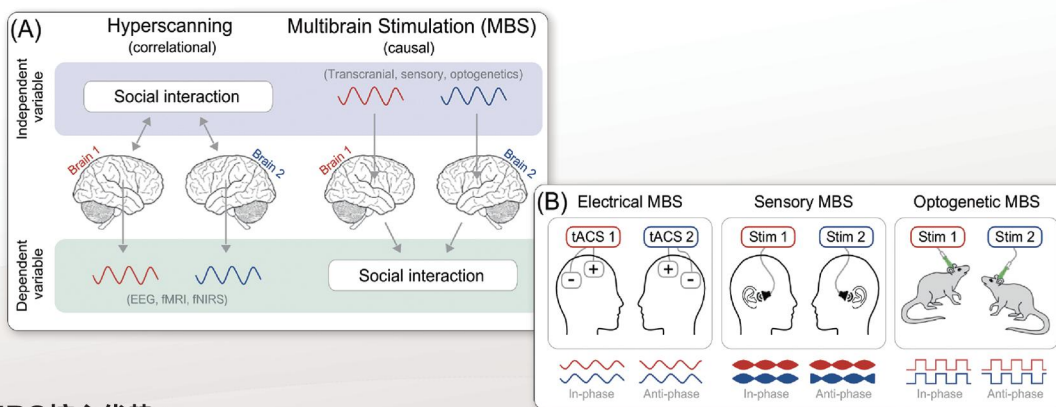 (A)
Hyperscanning
(correlational)
Multibrain Stimulation (MBS)
(causal)
Independent
variable
Social interaction
(Transcranial, sensory, optogenetics)
Brain 1
Brain 2
Brain 1
Brain 2
Dependent
variable
(EEG, fMRI, fNIRS)
Social interaction
(B)
Electrical MBS
Sensory MBS
Optogenetic MBS
tACS 1
tACS 2
Stim 1
Stim 2
Stim 1
Stim 2
− +
+ −
In-phase
Anti-phase
In-phase
Anti-phase
In-phase
Anti-phase